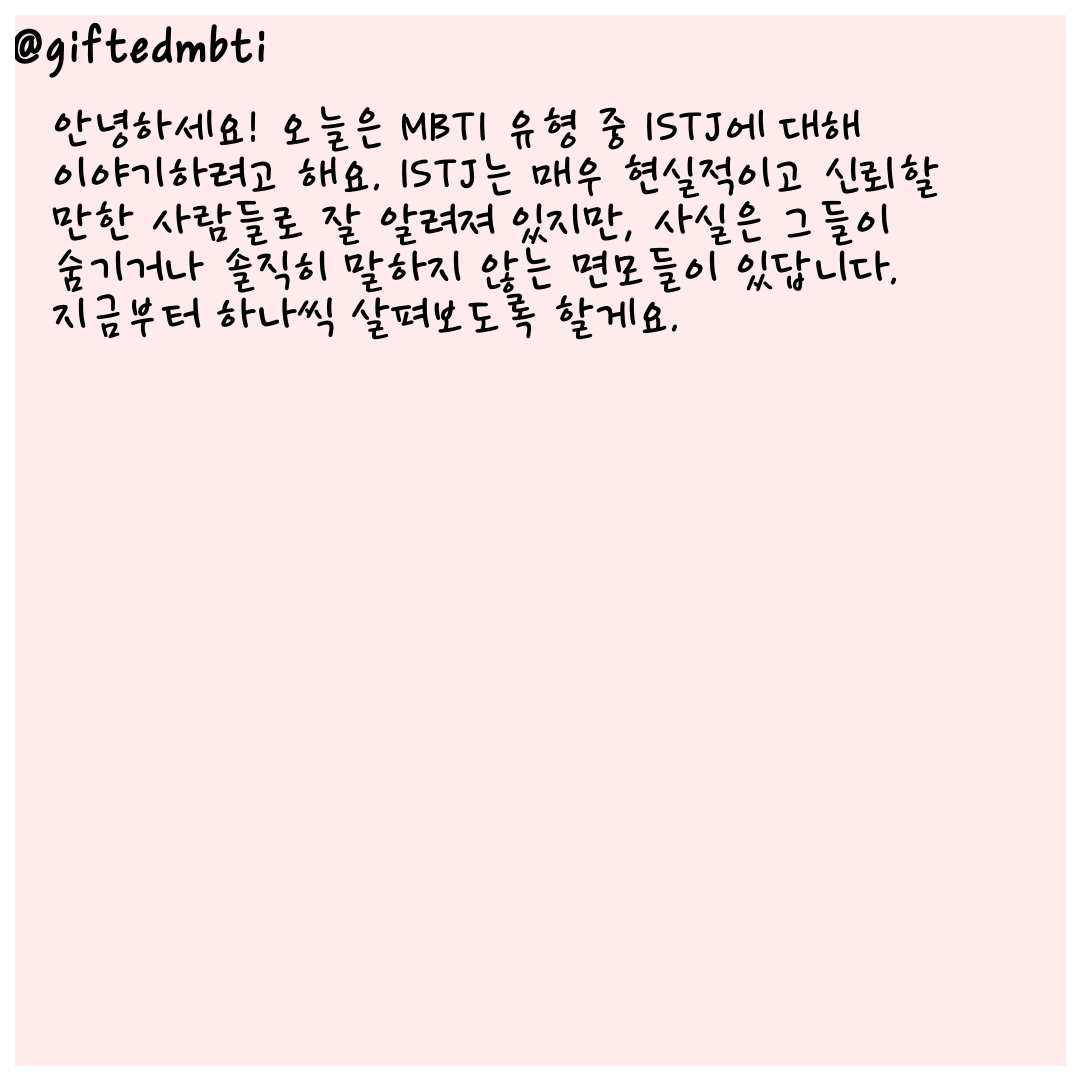 @giftedmbti
안녕하세요! 오늘은 MBTI 유형 중 ISTJ에 대해
이야기하려고 해요. ISTJ는 매우 현실적이고 신뢰할
만한 사람들로 잘 알려져 있지만, 사실은 그들이
숨기거나 솔직히 말하지 않는 면모들이 있답니다.
지금부터 하나씩 살펴보도록 할게요.